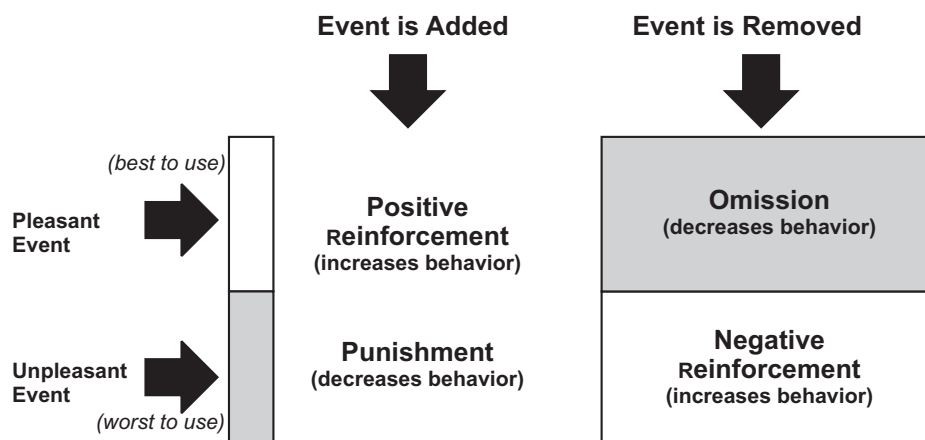 Event is Added
Event is Removed
(best to use)
Pleasant
Event
Positive
Reinforcement
(increases behavior)
Omission
(decreases behavior)
Unpleasant
Event
(worst to use)
Punishment
(decreases behavior)
Negative
Reinforcement
(increases behavior)